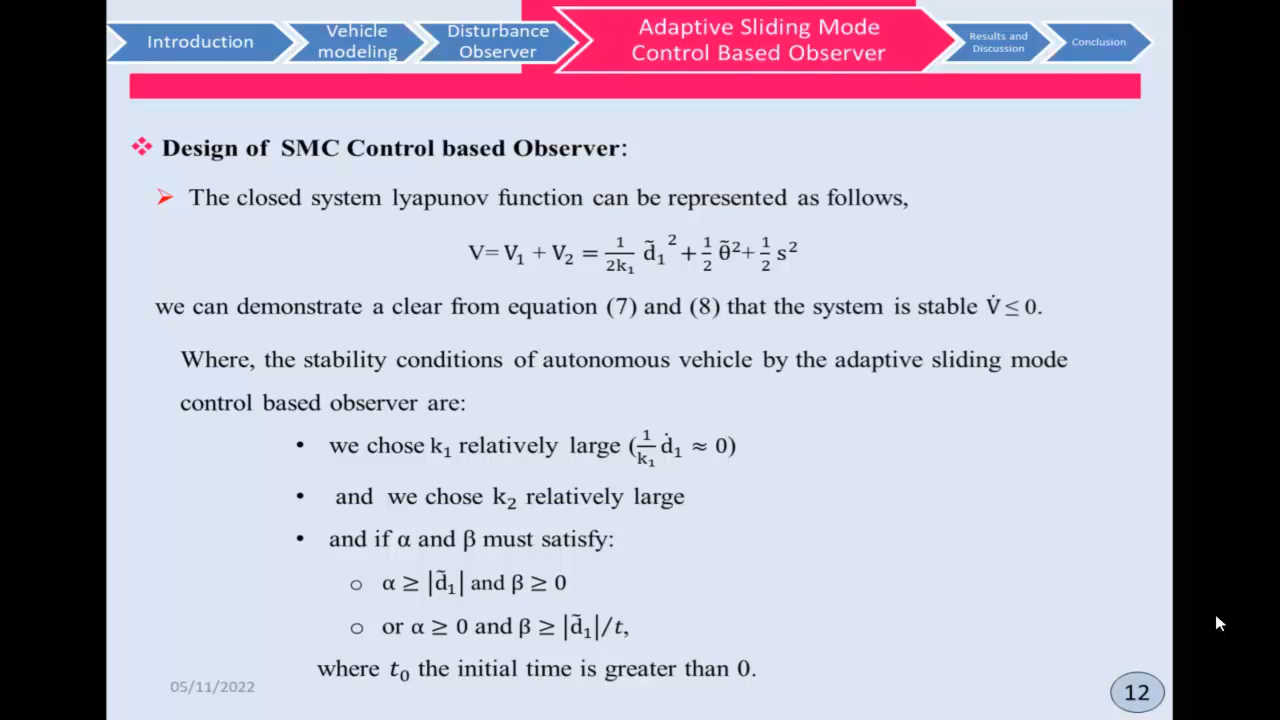 Introduction
Vehicle modeling
Disturbance Observer
Adaptive Sliding Mode Control Based Observer
Results and Discussion
Conclusion
❖ Design of SMC Control based Observer:
➢ The closed system lyapunov function can be represented as follows,
V= V₁ + V₂ = 1/(2k₁) d̃₁² + 1/2 θ̃² + 1/2 s²
we can demonstrate a clear from equation (7) and (8) that the system is stable V̇ ≤ 0.
Where, the stability conditions of autonomous vehicle by the adaptive sliding mode
control based observer are:
• we chose k₁ relatively large (1/k₁ ḋ₁ ≈ 0)
• and we chose k₂ relatively large
• and if α and β must satisfy:
o α ≥ |d̃₁| and β ≥ 0
o or α ≥ 0 and β ≥ |d̃₁|/t,
where t₀ the initial time is greater than 0.
05/11/2022
12